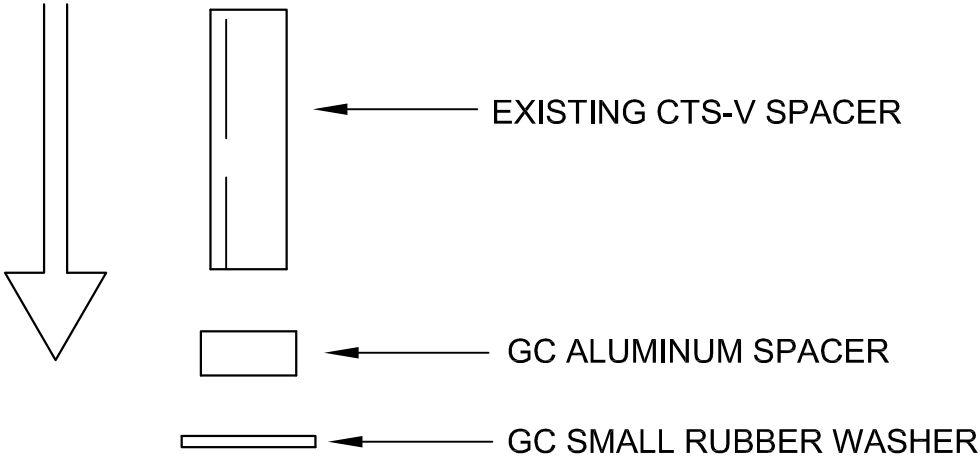 EXISTING CTS-V SPACER
GC ALUMINUM SPACER
GC SMALL RUBBER WASHER